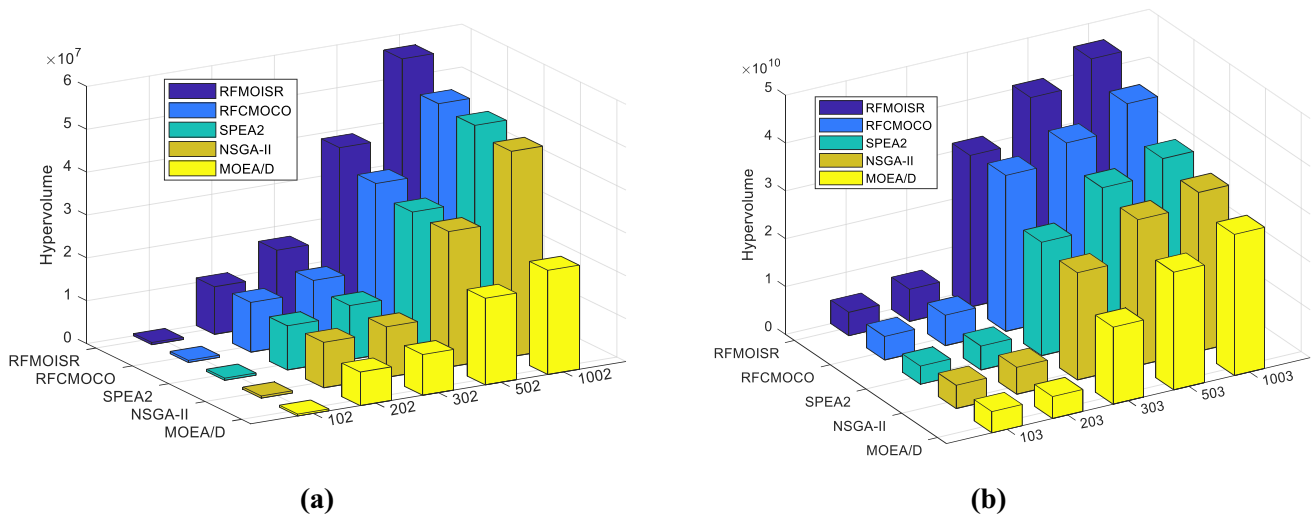 ×10^7
6
5
4
3
2
1
0
Hypervolume
RFMOISR
RFCMOCO
SPEA2
NSGA-II
MOEA/D
RFMOISR
RFCMOCO
SPEA2
NSGA-II
MOEA/D
102
202
302
502
1002
(a)
×10^10
5
4
3
2
1
0
Hypervolume
RFMOISR
RFCMOCO
SPEA2
NSGA-II
MOEA/D
RFMOISR
RFCMOCO
SPEA2
NSGA-II
MOEA/D
103
203
303
503
1003
(b)